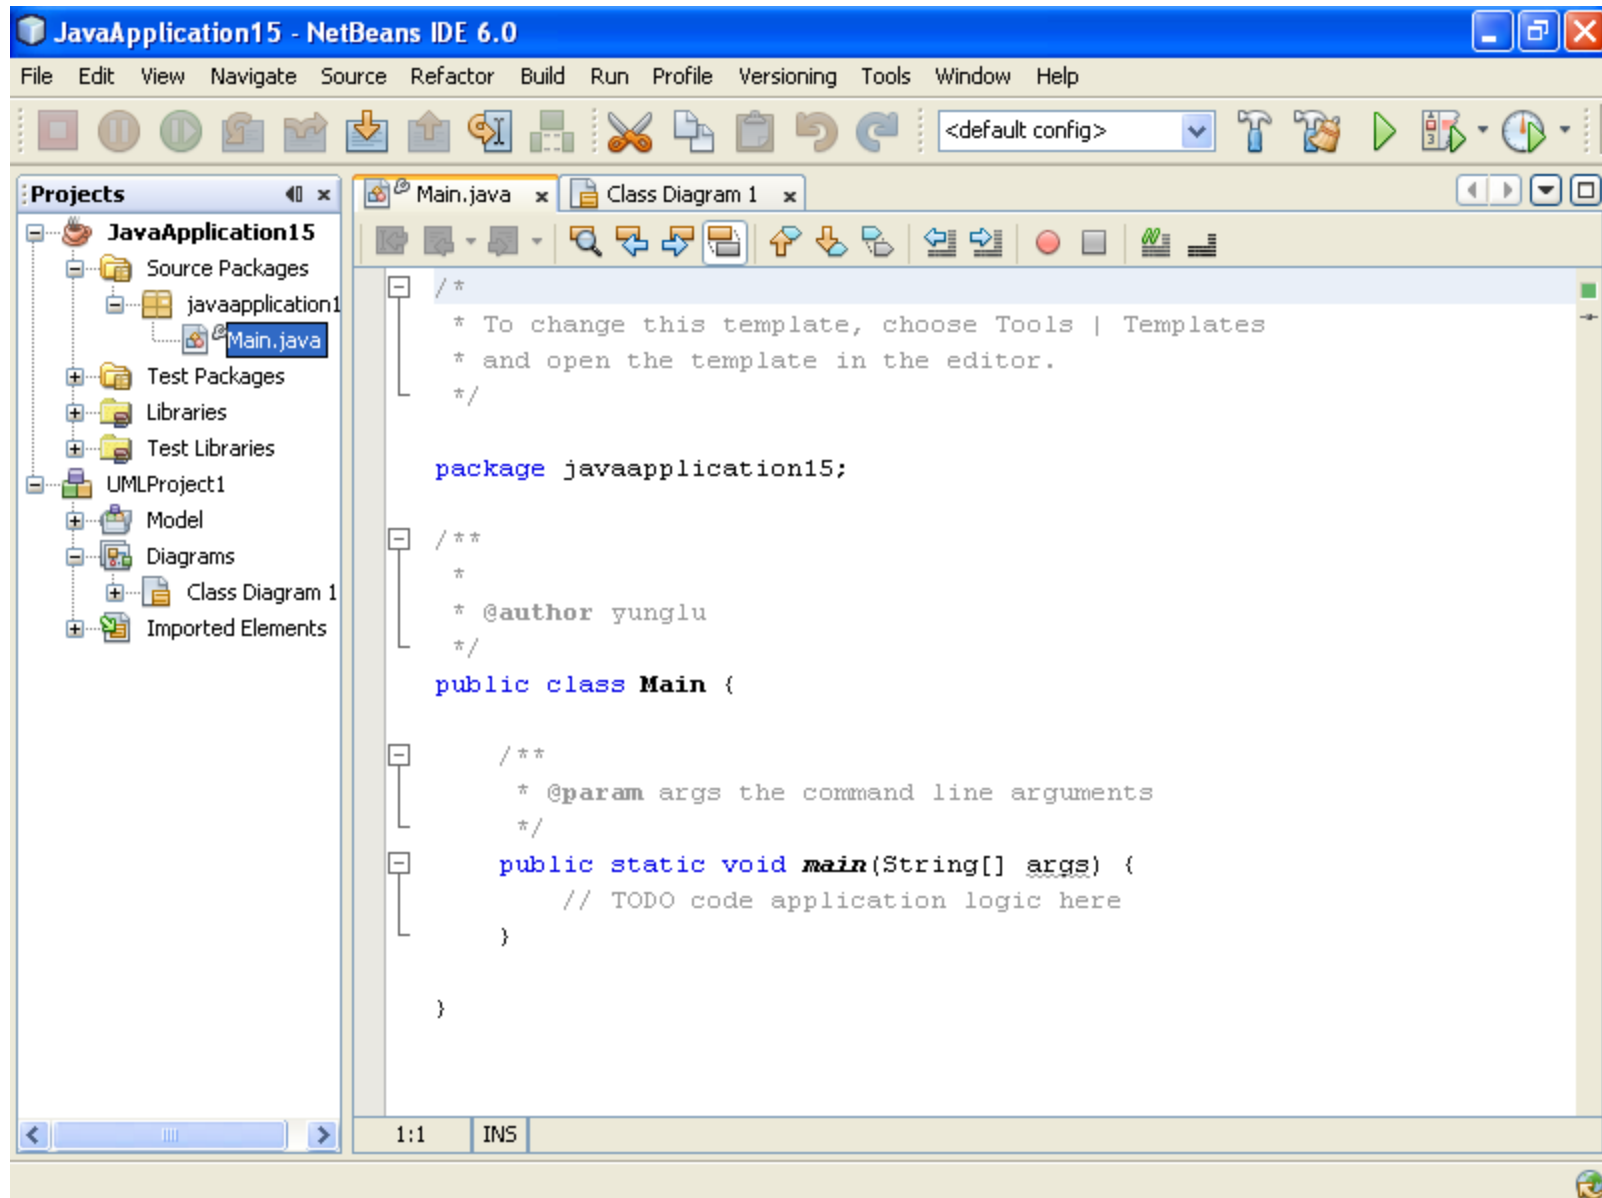 JavaApplication15 - NetBeans IDE 6.0
File Edit View Navigate Source Refactor Build Run Profile Versioning Tools Window Help
<default config>
Projects
Main.java
Class Diagram 1
JavaApplication15
Source Packages
javaapplication1
Main.java
Test Packages
Libraries
Test Libraries
UMLProject1
Model
Diagrams
Class Diagram 1
Imported Elements
/*
 * To change this template, choose Tools | Templates
 * and open the template in the editor.
 */
package javaapplication15;
/**
 *
 * @author yunglu
 */
public class Main {
/**
 * @param args the command line arguments
 */
public static void main(String[] args) {
// TODO code application logic here
}
}
1:1 INS